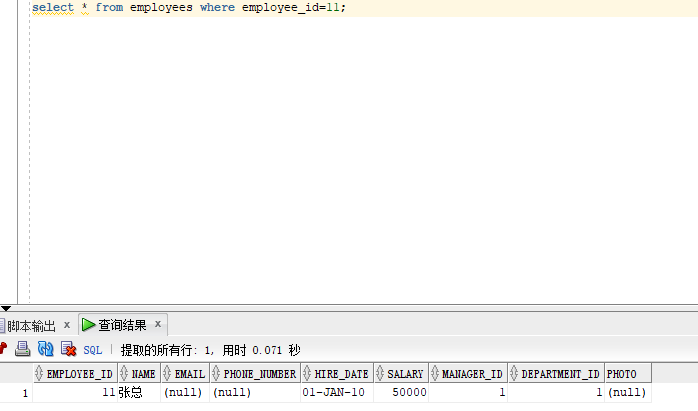 select * from employees where employee_id=11;
脚本输出 x 查询结果 x
SQL | 提取的所有行: 1, 用时 0.071 秒
EMPLOYEE_ID NAME EMAIL PHONE_NUMBER HIRE_DATE SALARY MANAGER_ID DEPARTMENT_ID PHOTO
1 11 张总 (null) (null) 01-JAN-10 50000 1 1 (null)